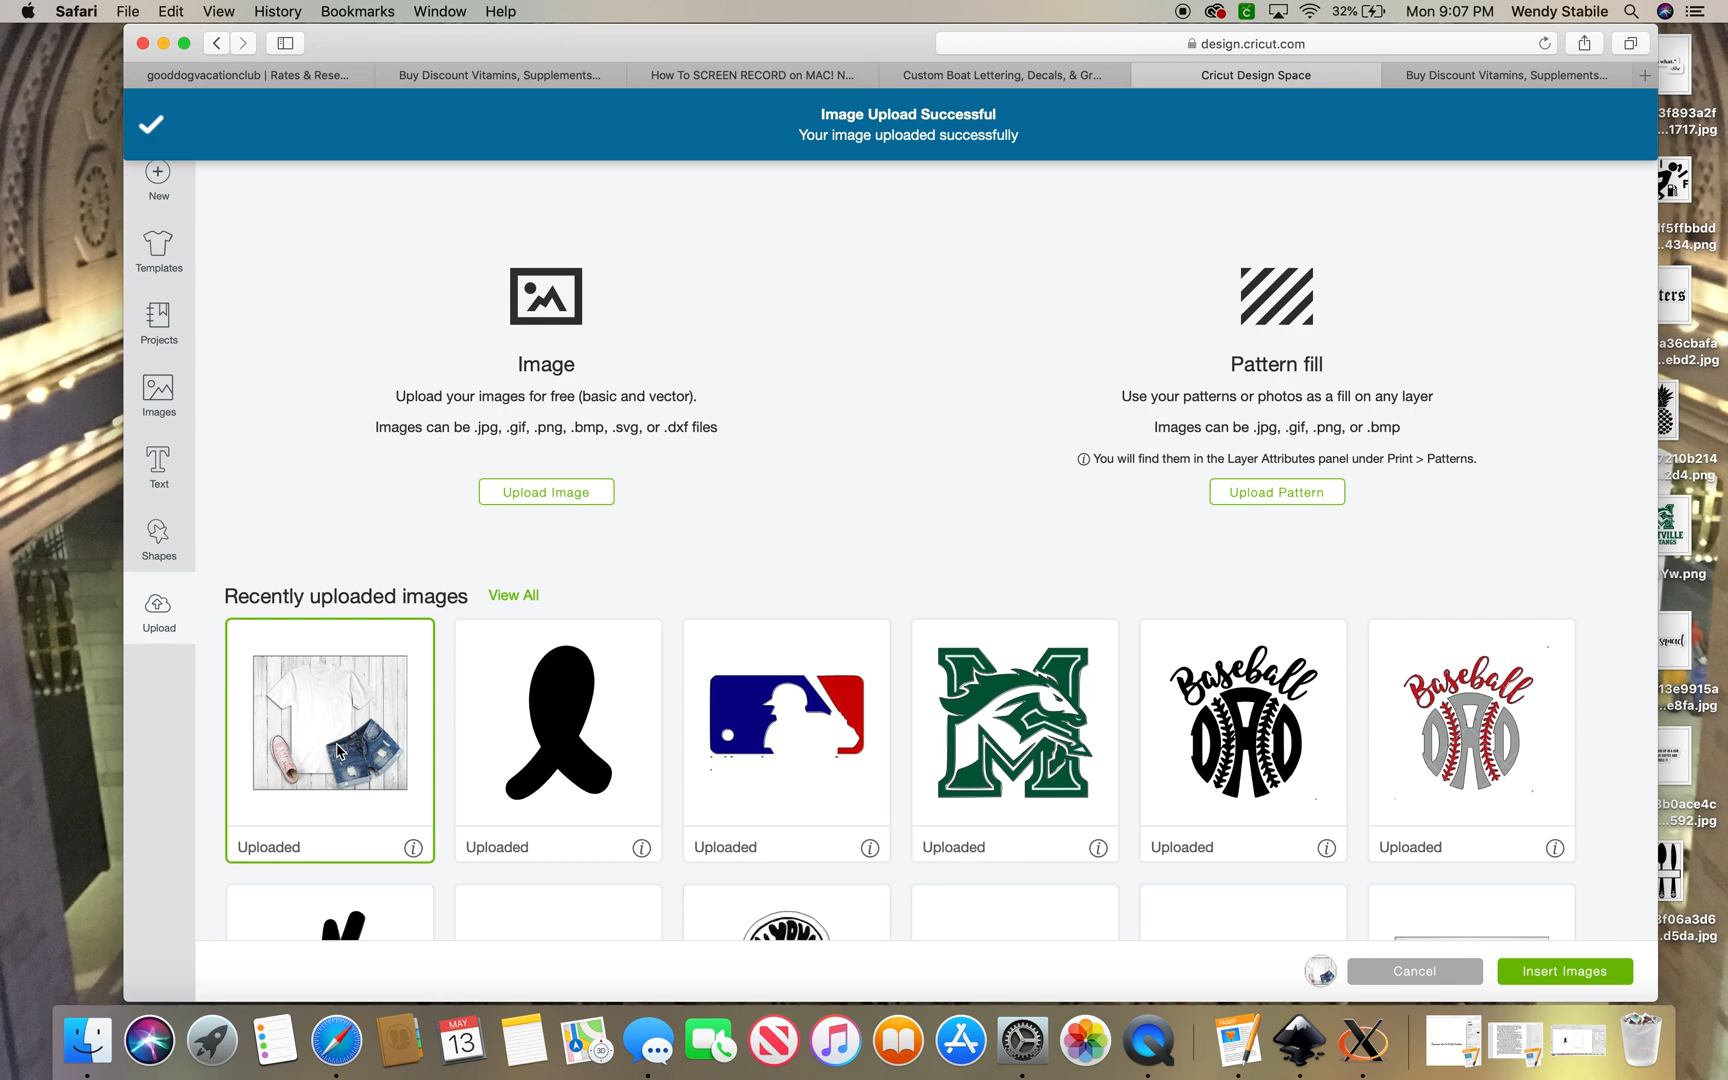 Safari File Edit View History Bookmarks Window Help 32% Mon 9:07 PM Wendy Stabile
design.cricut.com
gooddogvacationclub | Rates & Rese... Buy Discount Vitamins, Supplements... How To SCREEN RECORD on MAC! N... Custom Boat Lettering, Decals, & Gr... Cricut Design Space Buy Discount Vitamins, Supplements...
Image Upload Successful
Your image uploaded successfully
New
Templates
Projects
Images
Text
Shapes
Upload
Image
Upload your images for free (basic and vector).
Images can be .jpg, .gif, .png, .bmp, .svg, or .dxf files
Upload Image
Pattern fill
Use your patterns or photos as a fill on any layer
Images can be .jpg, .gif, .png, or .bmp
You will find them in the Layer Attributes panel under Print > Patterns.
Upload Pattern
Recently uploaded images View All
M
Baseball
DAD
Baseball
DAD
Uploaded Uploaded Uploaded Uploaded Uploaded Uploaded
Cancel Insert Images
3f893a2f
...1717.jpg
F
lf5ffbbdd
...434.png
ters
a36cbafa
...ebd2.jpg
7210b214
...2d4.png
Yw.png
squad
13e9915a
...e8fa.jpg
3b0ace4c
...592.jpg
3f06a3d6
...d5da.jpg
MAY
13
3D